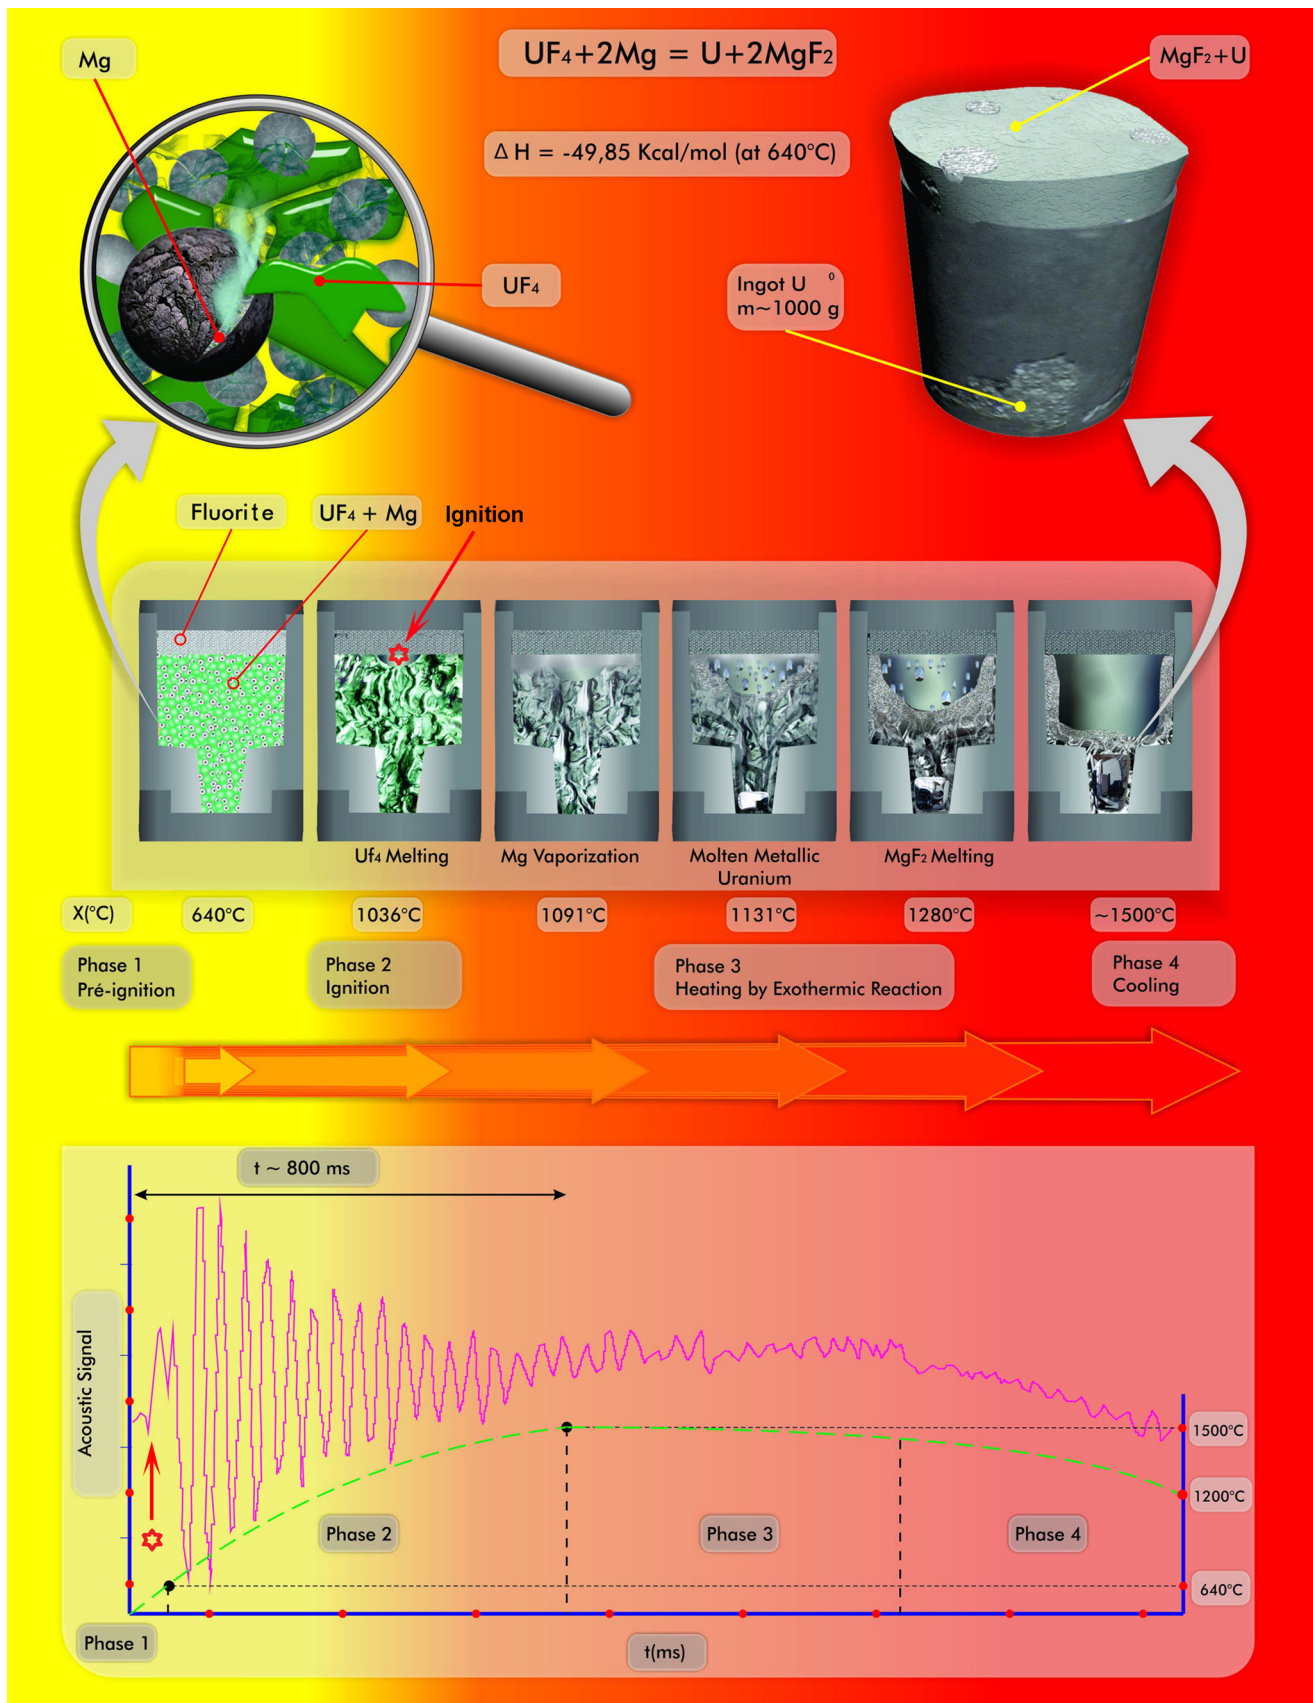 Mg
UF₄+2Mg = U+2MgF₂
MgF₂+U
Δ H = -49,85 Kcal/mol (at 640°C)
UF₄
Ingot U ⁰
m~1000 g
Fluorite
UF₄ + Mg
Ignition
Uf₄ Melting
Mg Vaporization
Molten Metallic
Uranium
MgF₂ Melting
X(°C)
640°C
1036°C
1091°C
1131°C
1280°C
~1500°C
Phase 1
Pré-ignition
Phase 2
Ignition
Phase 3
Heating by Exothermic Reaction
Phase 4
Cooling
t ~ 800 ms
Acoustic Signal
1500°C
1200°C
640°C
Phase 2
Phase 3
Phase 4
Phase 1
t(ms)